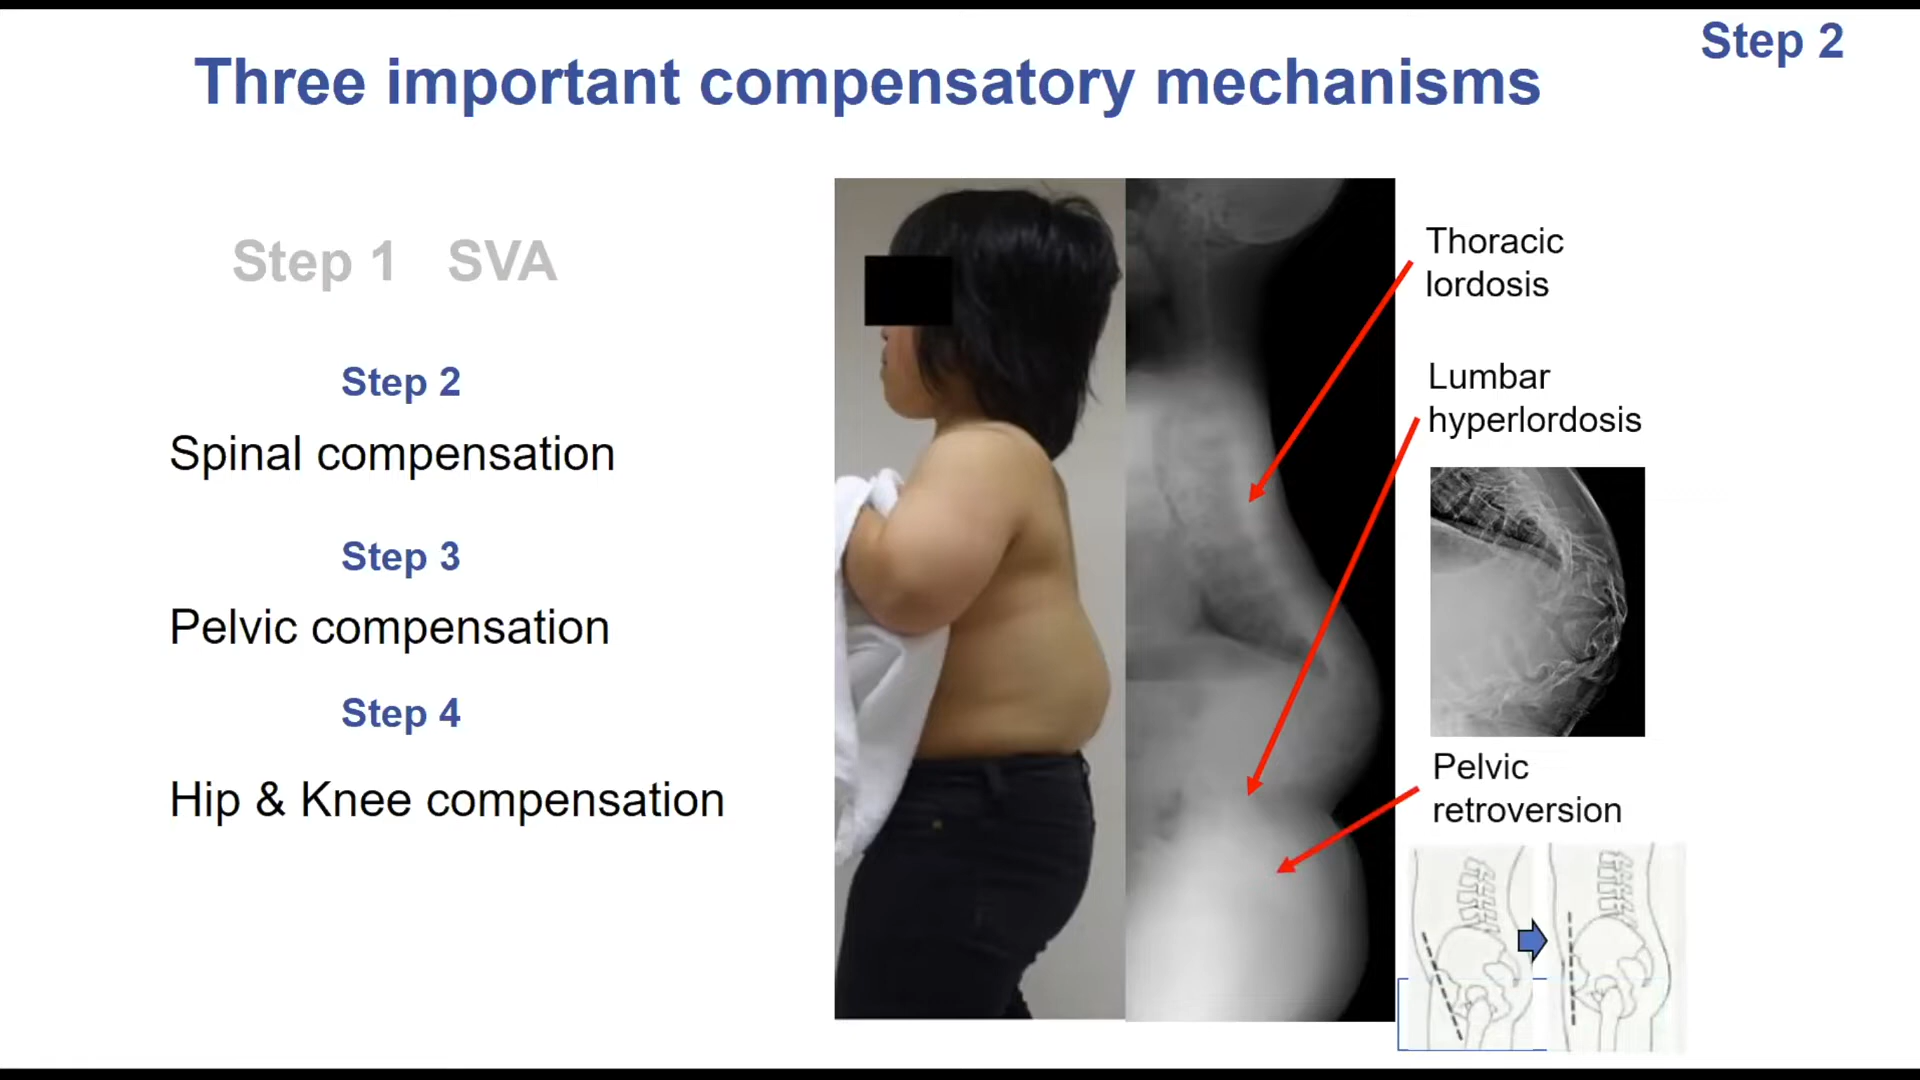 Step 2
Three important compensatory mechanisms
Step 1 SVA
Step 2
Spinal compensation
Step 3
Pelvic compensation
Step 4
Hip & Knee compensation
Thoracic
lordosis
Lumbar
hyperlordosis
Pelvic
retroversion